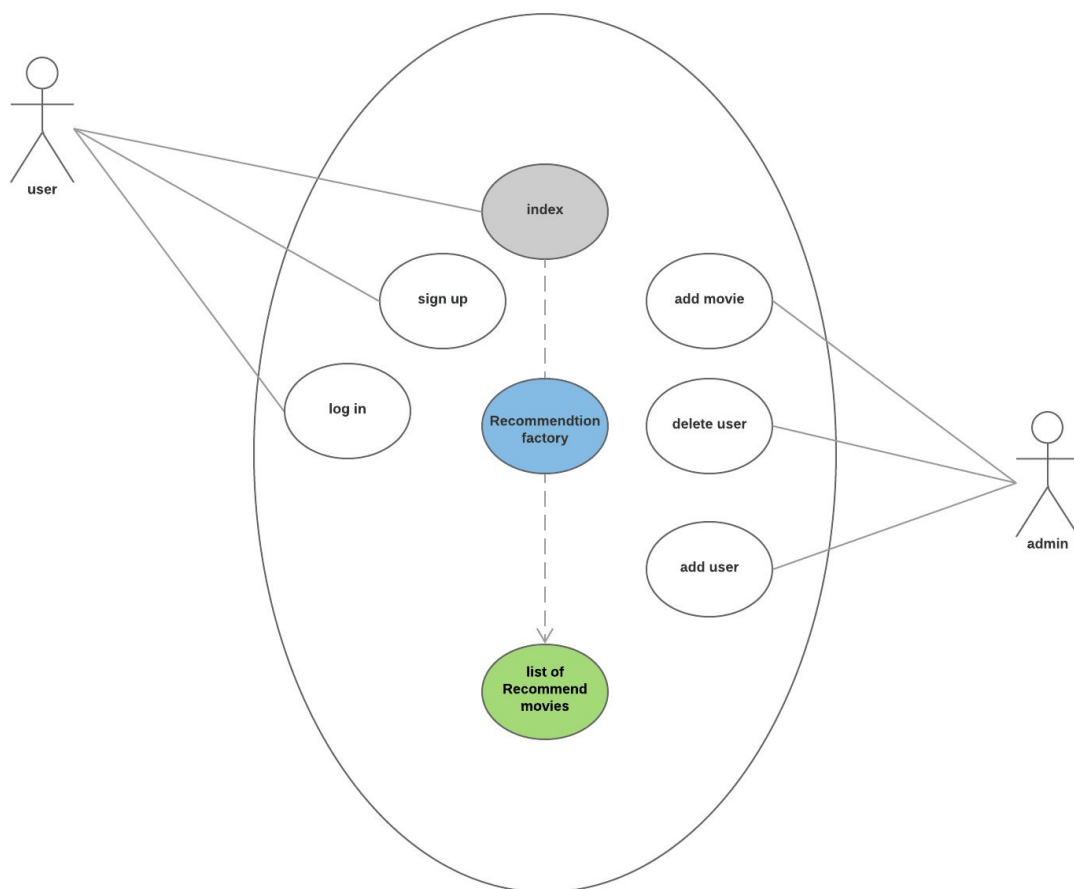 user
index
sign up
add movie
log in
Recommendtion
factory
delete user
admin
add user
list of
Recommend
movies